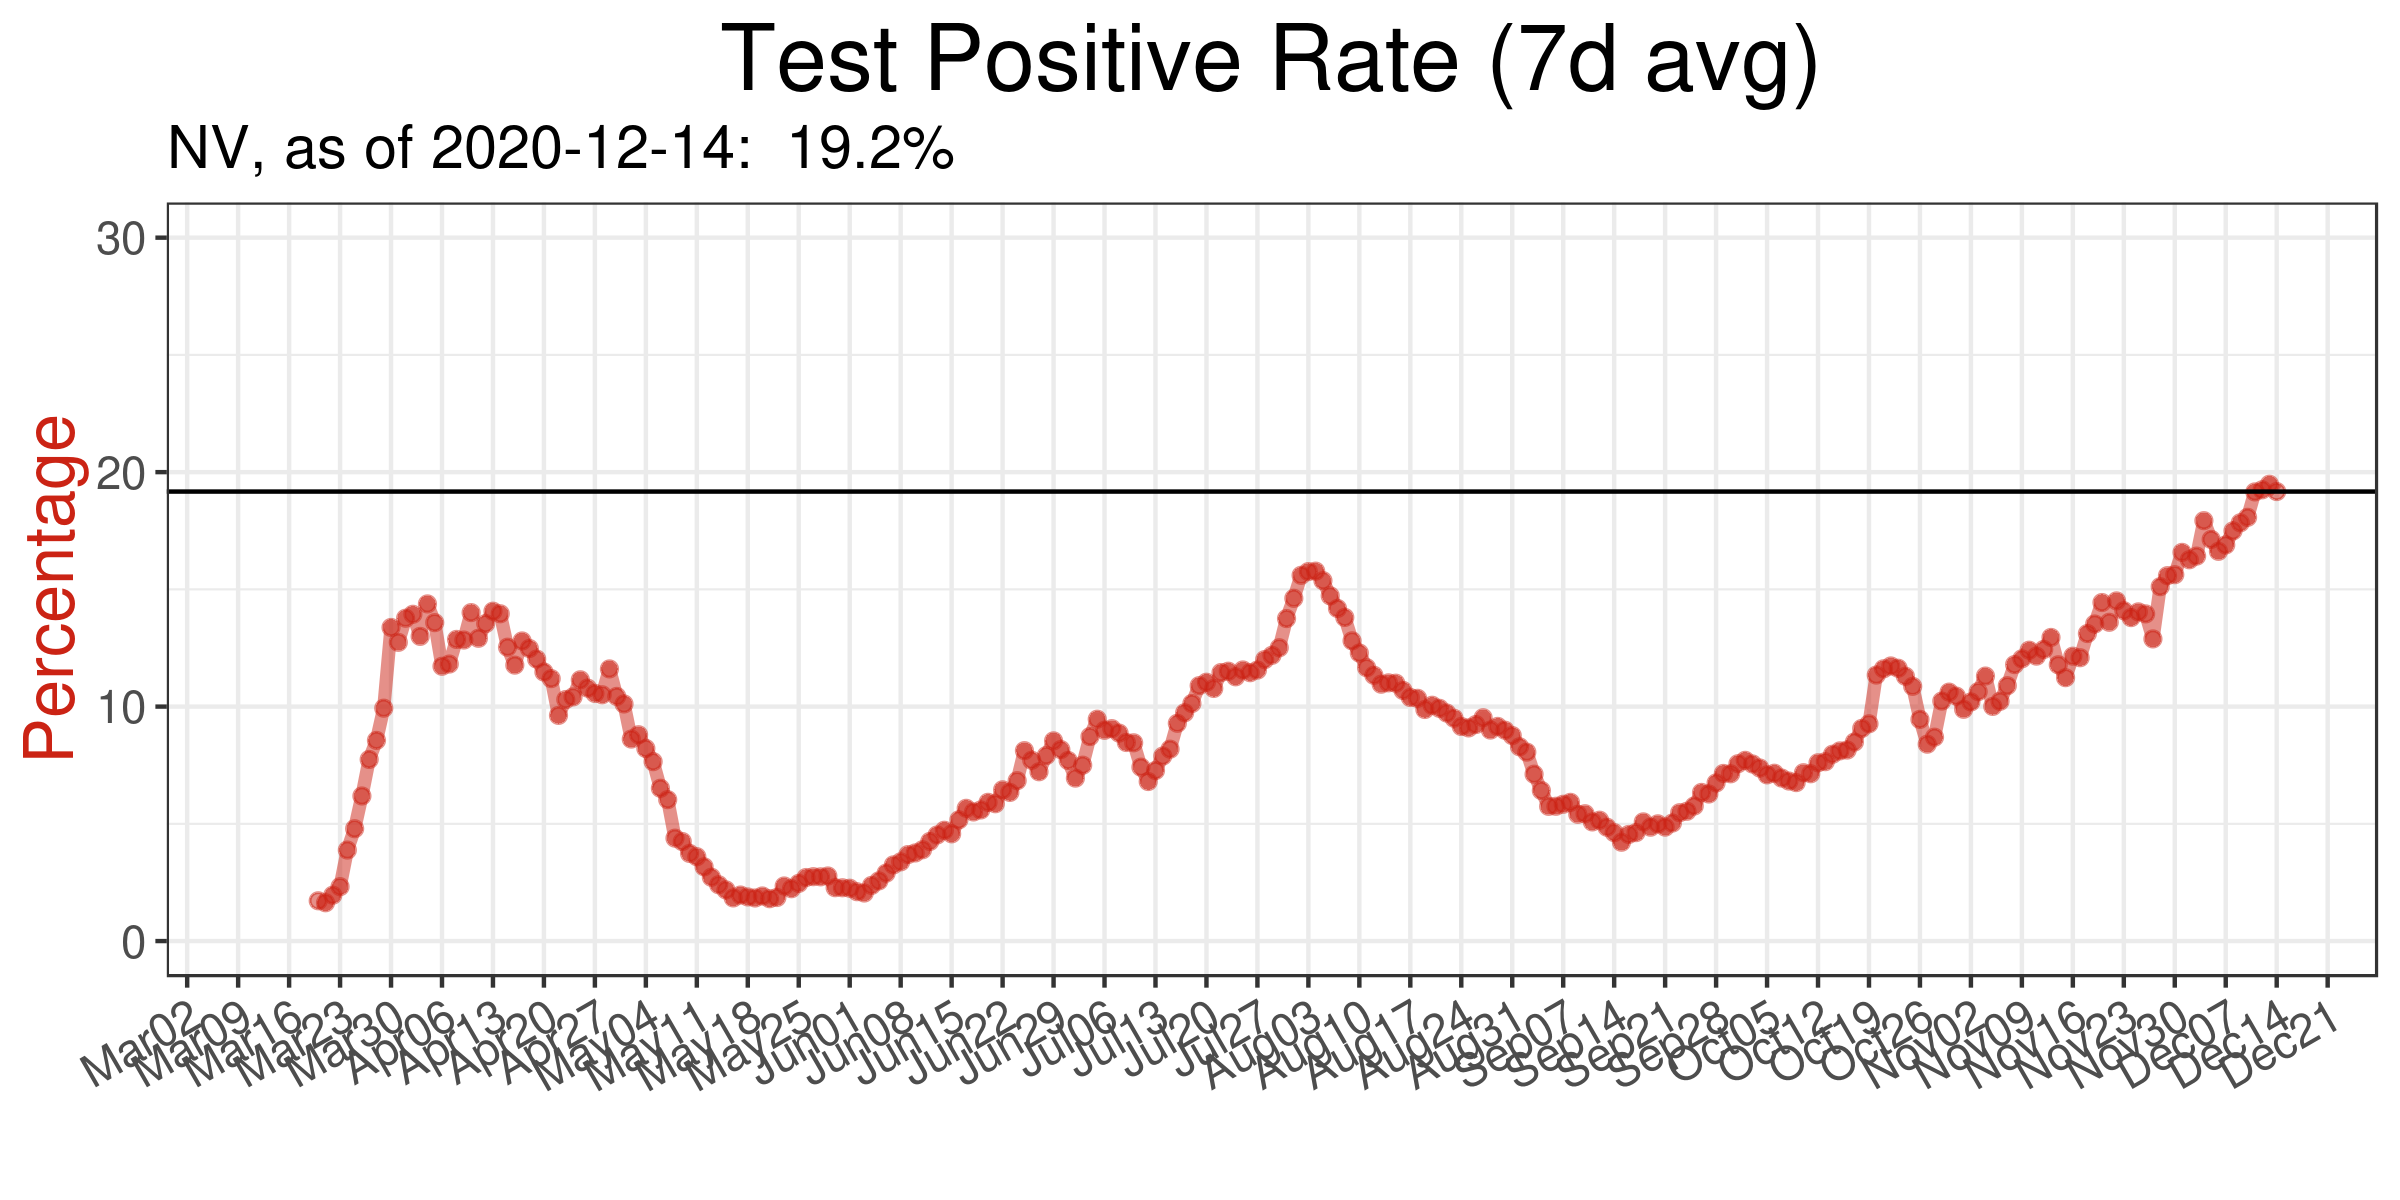 Test Positive Rate (7d avg)
NV, as of 2020-12-14:  19.2%
Percentage
30
20
10
0
Mar02
Mar09
Mar16
Mar23
Mar30
Apr06
Apr13
Apr20
Apr27
May04
May11
May18
May25
Jun01
Jun08
Jun15
Jun22
Jun29
Jul06
Jul13
Jul20
Jul27
Aug03
Aug10
Aug17
Aug24
Aug31
Sep07
Sep14
Sep21
Sep28
Oct05
Oct12
Oct19
Oct26
Nov02
Nov09
Nov16
Nov23
Nov30
Dec07
Dec14
Dec21